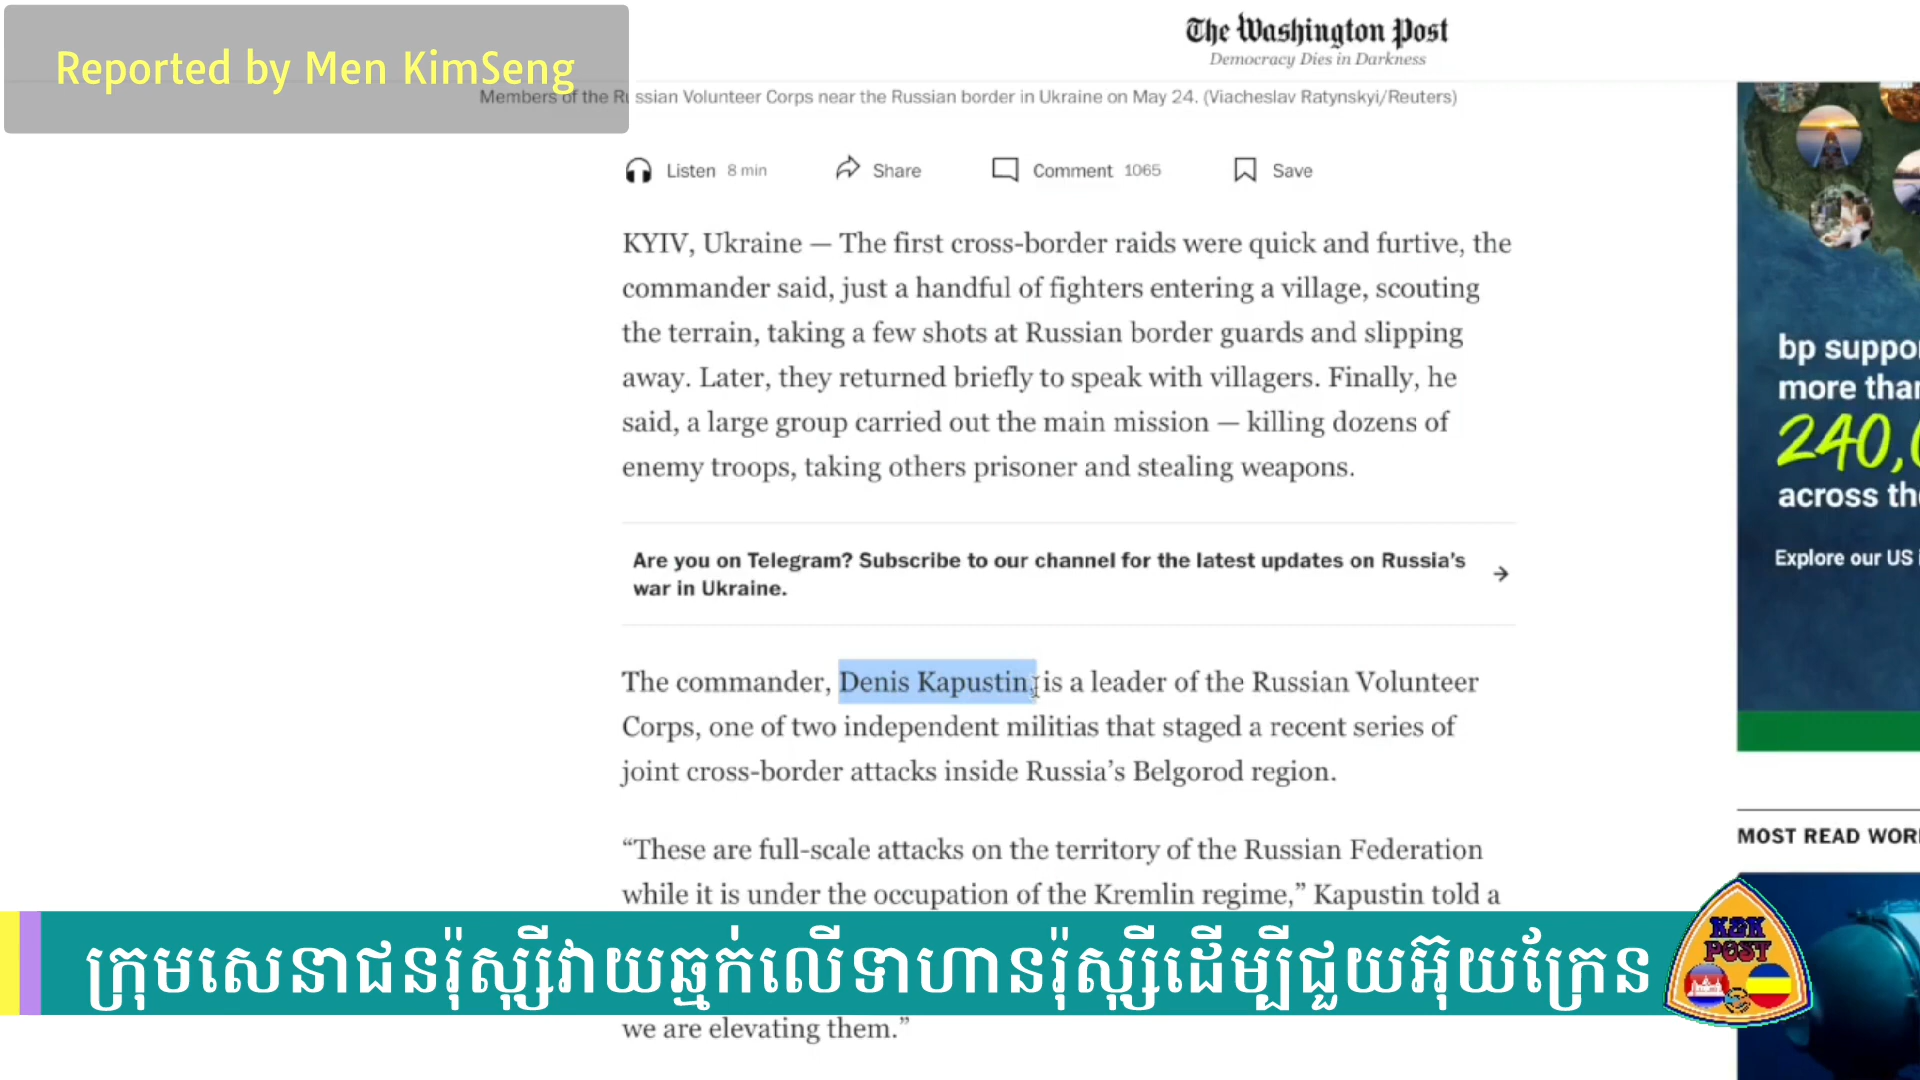 Reported by Men KimSeng
The Washington Post
Democracy Dies in Darkness
Members of the Russian Volunteer Corps near the Russian border in Ukraine on May 24. (Viacheslav Ratynskyi/Reuters)
Listen 8 min Share Comment 1065 Save
KYIV, Ukraine — The first cross-border raids were quick and furtive, the
commander said, just a handful of fighters entering a village, scouting
the terrain, taking a few shots at Russian border guards and slipping
away. Later, they returned briefly to speak with villagers. Finally, he
said, a large group carried out the main mission — killing dozens of
enemy troops, taking others prisoner and stealing weapons.
Are you on Telegram? Subscribe to our channel for the latest updates on Russia’s
war in Ukraine.
The commander, Denis Kapustin, is a leader of the Russian Volunteer
Corps, one of two independent militias that staged a recent series of
joint cross-border attacks inside Russia’s Belgorod region.
“These are full-scale attacks on the territory of the Russian Federation
while it is under the occupation of the Kremlin regime,” Kapustin told a
we are elevating them.”
bp suppo
more than
240,0
across the
Explore our US i
MOST READ WOR
ក្រុមសេនាជនរ៉ុស្ស៊ីវាយឆ្មក់លើទាហានរ៉ុស្ស៊ីដើម្បីជួយអ៊ុយក្រែន
K&K
POST